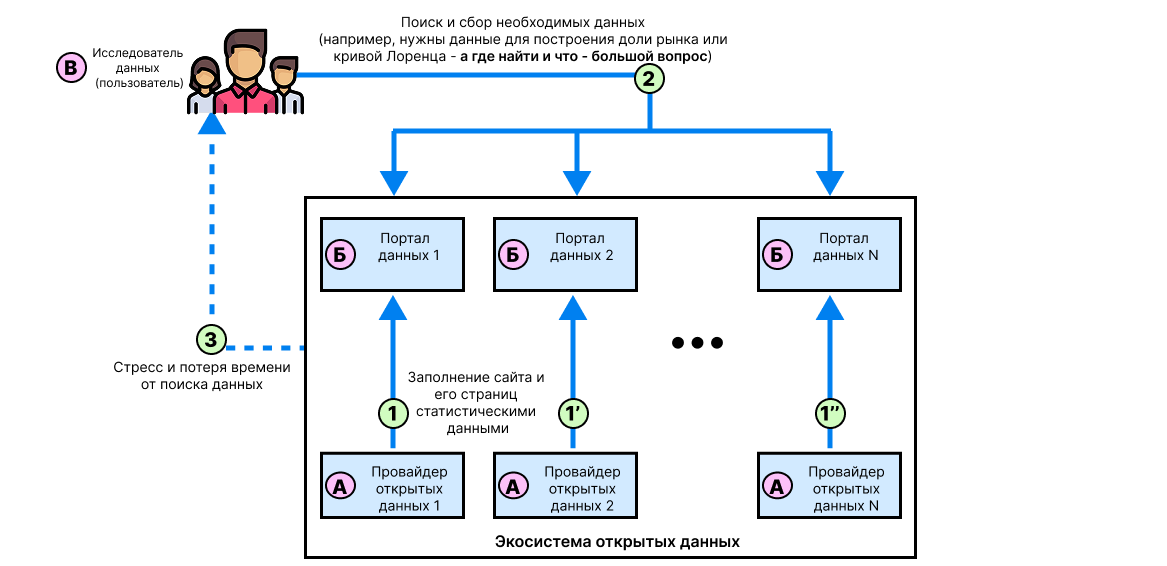 Поиск и сбор необходимых данных
(например, нужны данные для построения доли рынка или
кривой Лоренца - а где найти и что - большой вопрос)
В
Исследователь
данных
(пользователь)
2
Б
Портал
данных 1
Б
Портал
данных 2
Б
Портал
данных N
3
Стресс и потеря времени
от поиска данных
Заполнение сайта и
его страниц
статистическими
данными
1
1’
1’’
А
Провайдер
открытых
данных 1
А
Провайдер
открытых
данных 2
А
Провайдер
открытых
данных N
Экосистема открытых данных